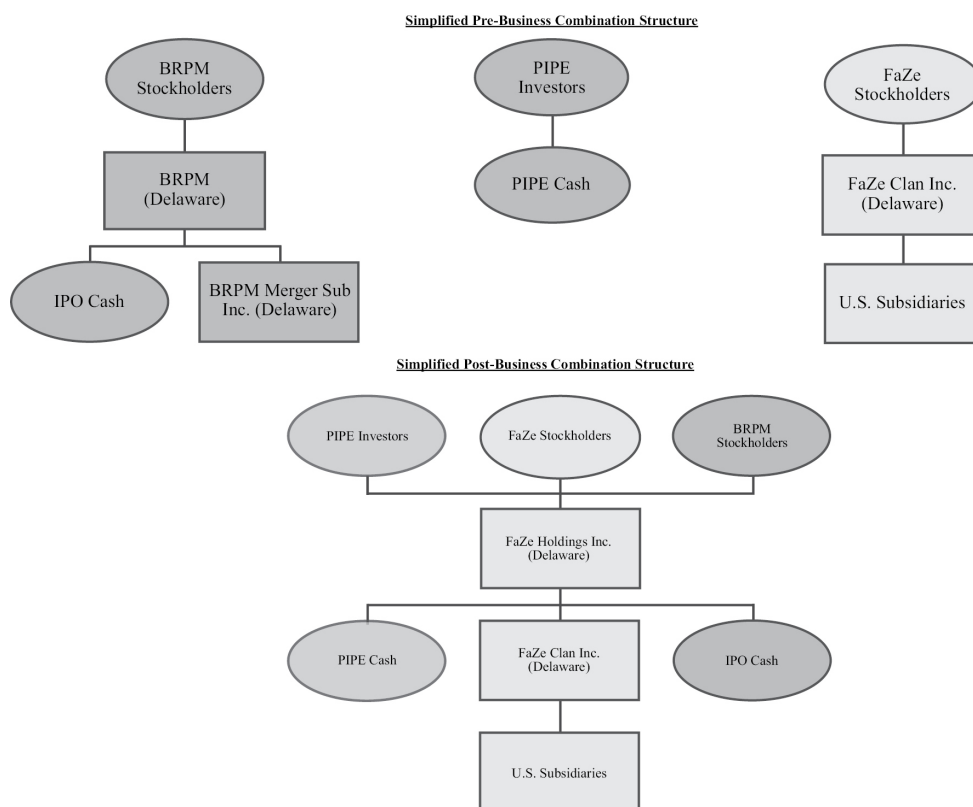 Simplified Pre-Business Combination Structure
BRPM
Stockholders
PIPE
Investors
FaZe
Stockholders
BRPM
(Delaware)
PIPE Cash
FaZe Clan Inc.
(Delaware)
IPO Cash
BRPM Merger Sub
Inc. (Delaware)
U.S. Subsidiaries
Simplified Post-Business Combination Structure
PIPE Investors
FaZe Stockholders
BRPM
Stockholders
FaZe Holdings Inc.
(Delaware)
PIPE Cash
FaZe Clan Inc.
(Delaware)
IPO Cash
U.S. Subsidiaries